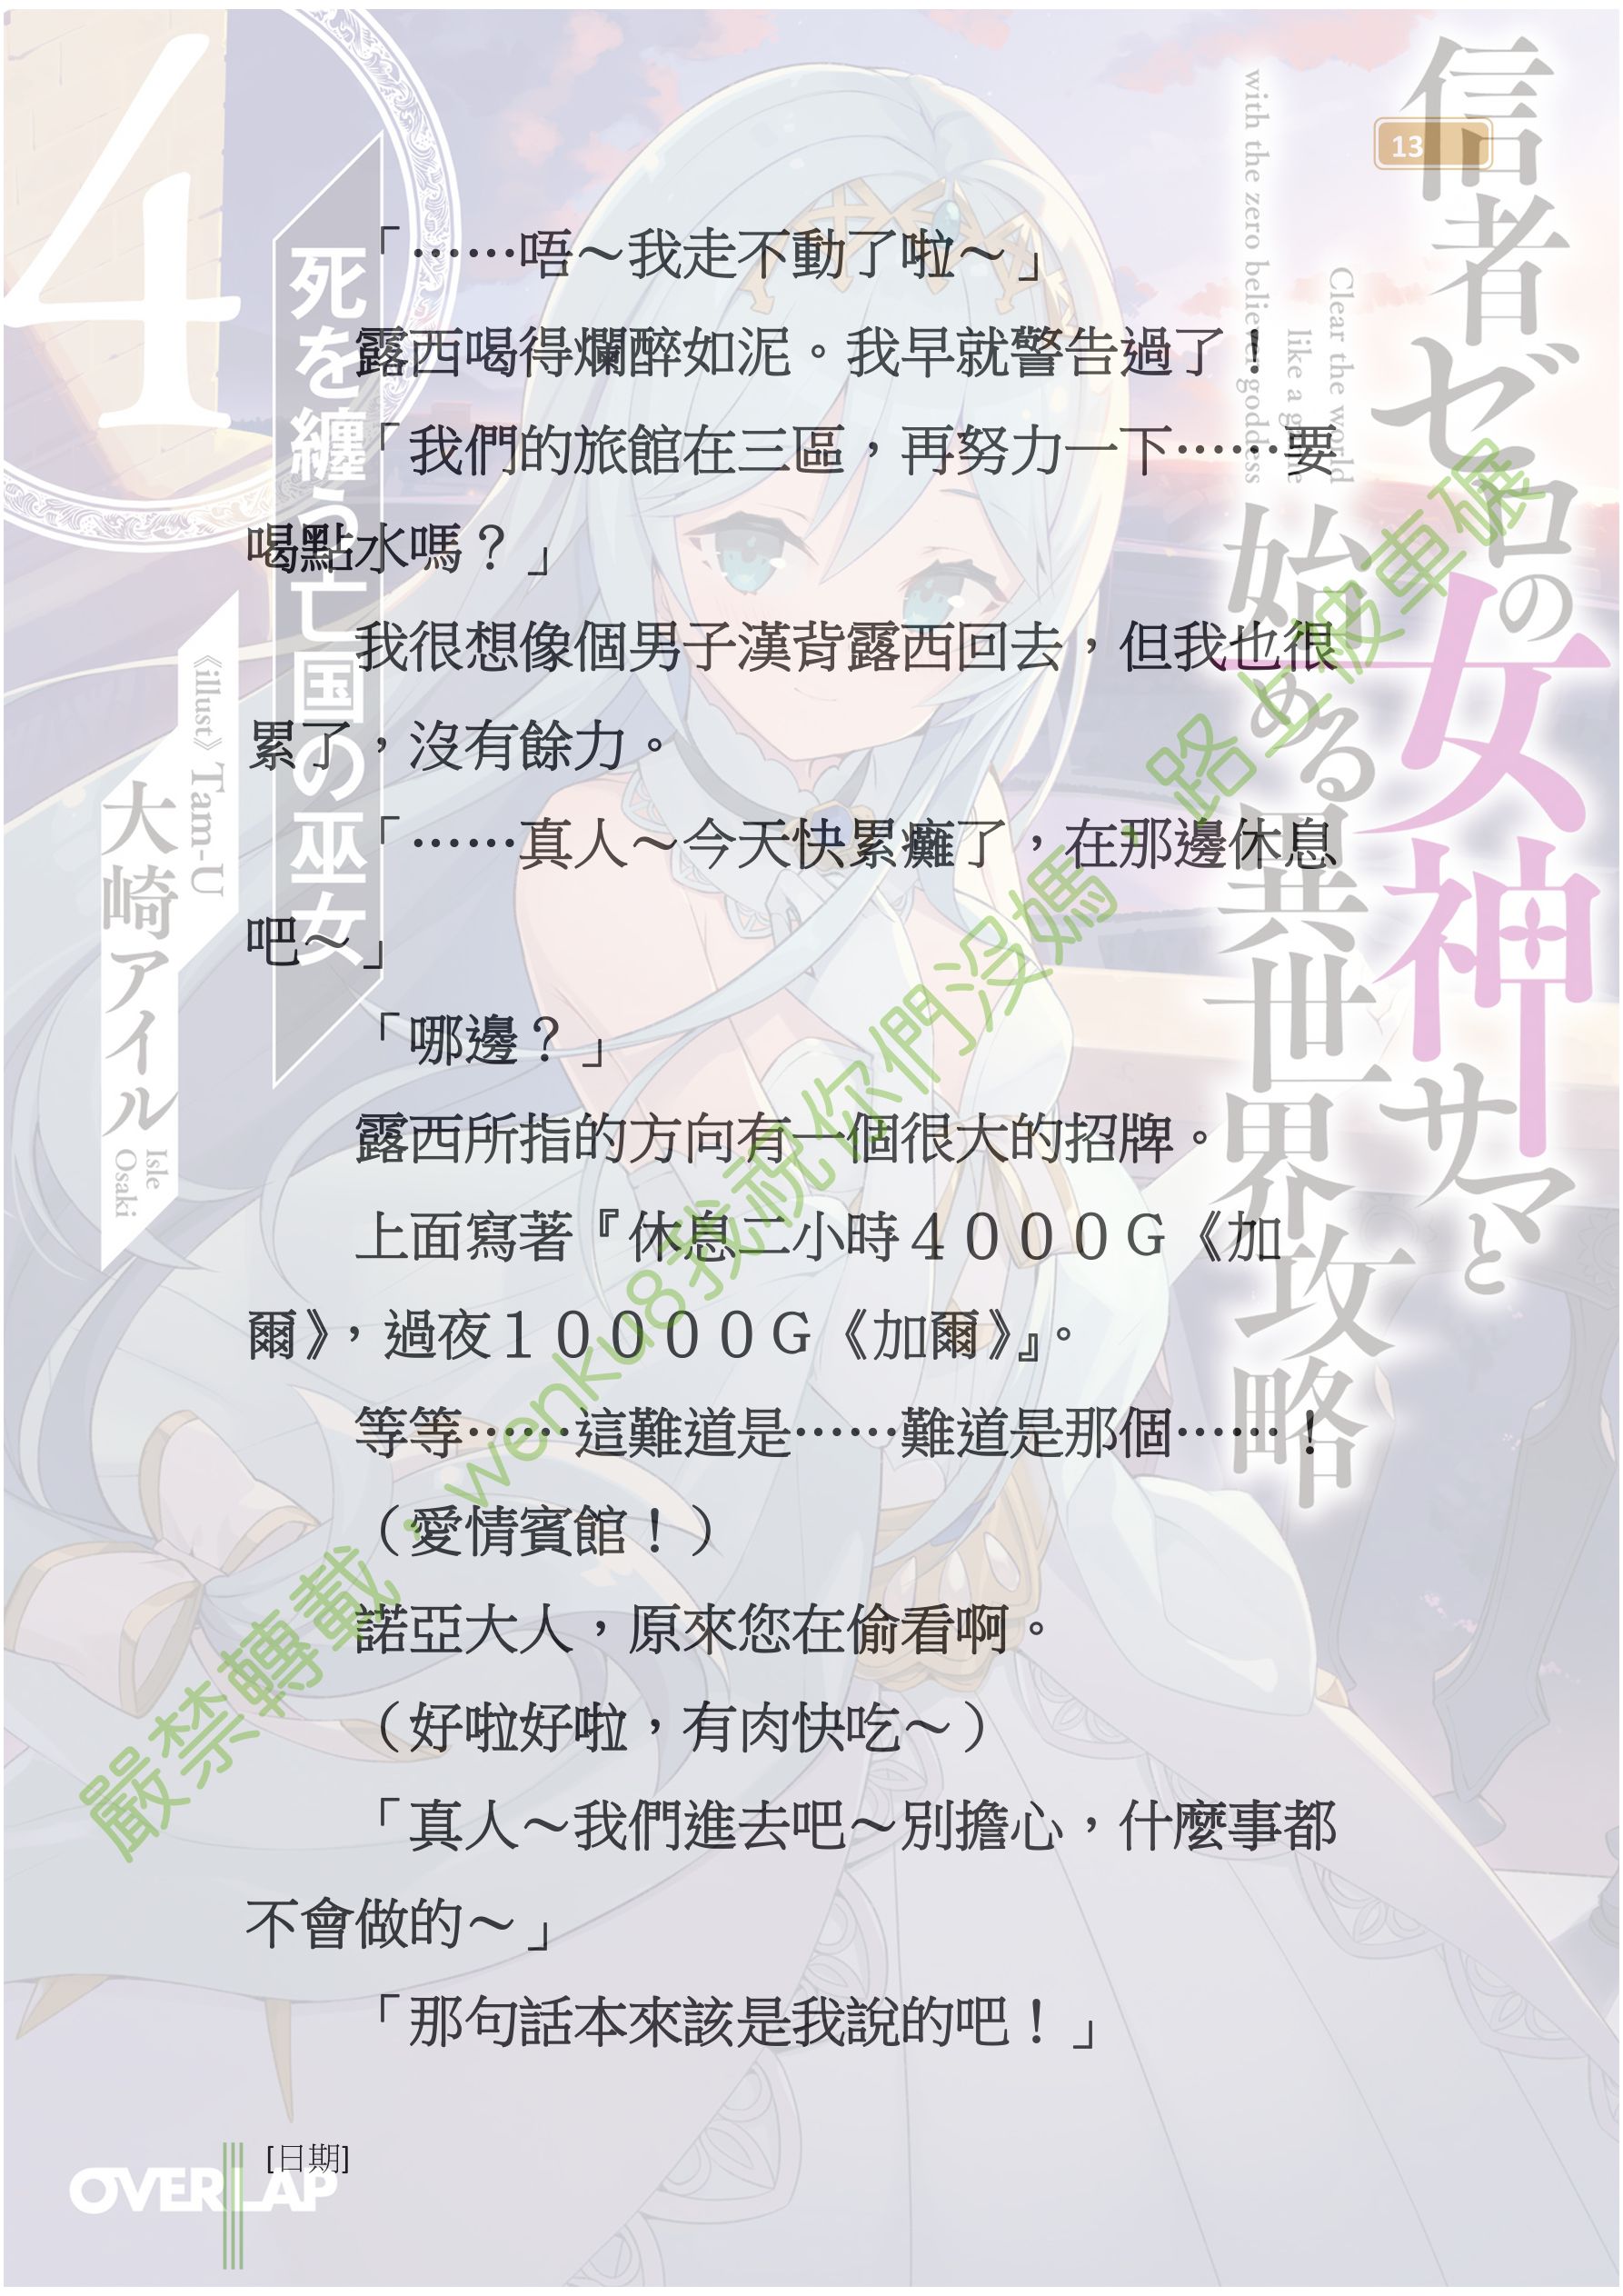 13
「……唔～我走不動了啦～」
露西喝得爛醉如泥。我早就警告過了！
「我們的旅館在三區，再努力一下……要
喝點水嗎？」
我很想像個男子漢背露西回去，但我也很
累了，沒有餘力。
「……真人～今天快累癱了，在那邊休息
吧～」
「哪邊？」
露西所指的方向有一個很大的招牌。
上面寫著『休息二小時４０００Ｇ《加
爾》，過夜１００００Ｇ《加爾》』。
等等……這難道是……難道是那個……！
（愛情賓館！）
諾亞大人，原來您在偷看啊。
（好啦好啦，有肉快吃～）
「真人～我們進去吧～別擔心，什麼事都
不會做的～」
「那句話本來該是我說的吧！」
[日期]
嚴禁轉載，wenku8我祝你們沒媽，路上被車碾
信者ゼロの女神サマと
始める異世界攻略
Clear the world
like a game
with the zero believer goddess
4
死を纏う亡国の巫女
《illust》Tam-U
大崎アイル
Isle
Osaki
OVERLAP